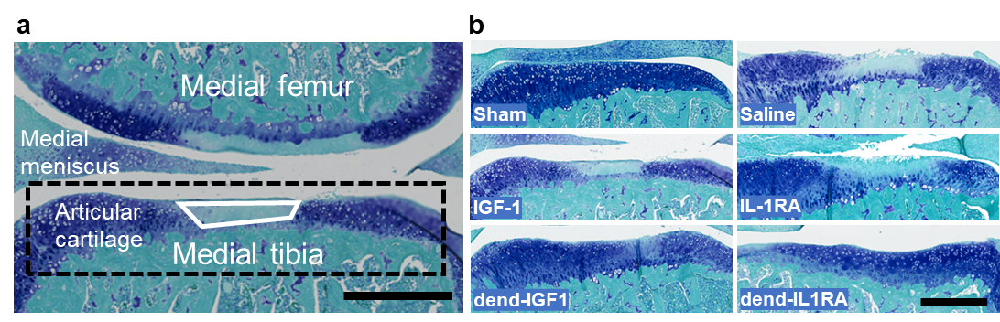 a
Medial femur
Medial
meniscus
Articular
cartilage
Medial tibia
b
Sham
Saline
IGF-1
IL-1RA
dend-IGF1
dend-IL1RA